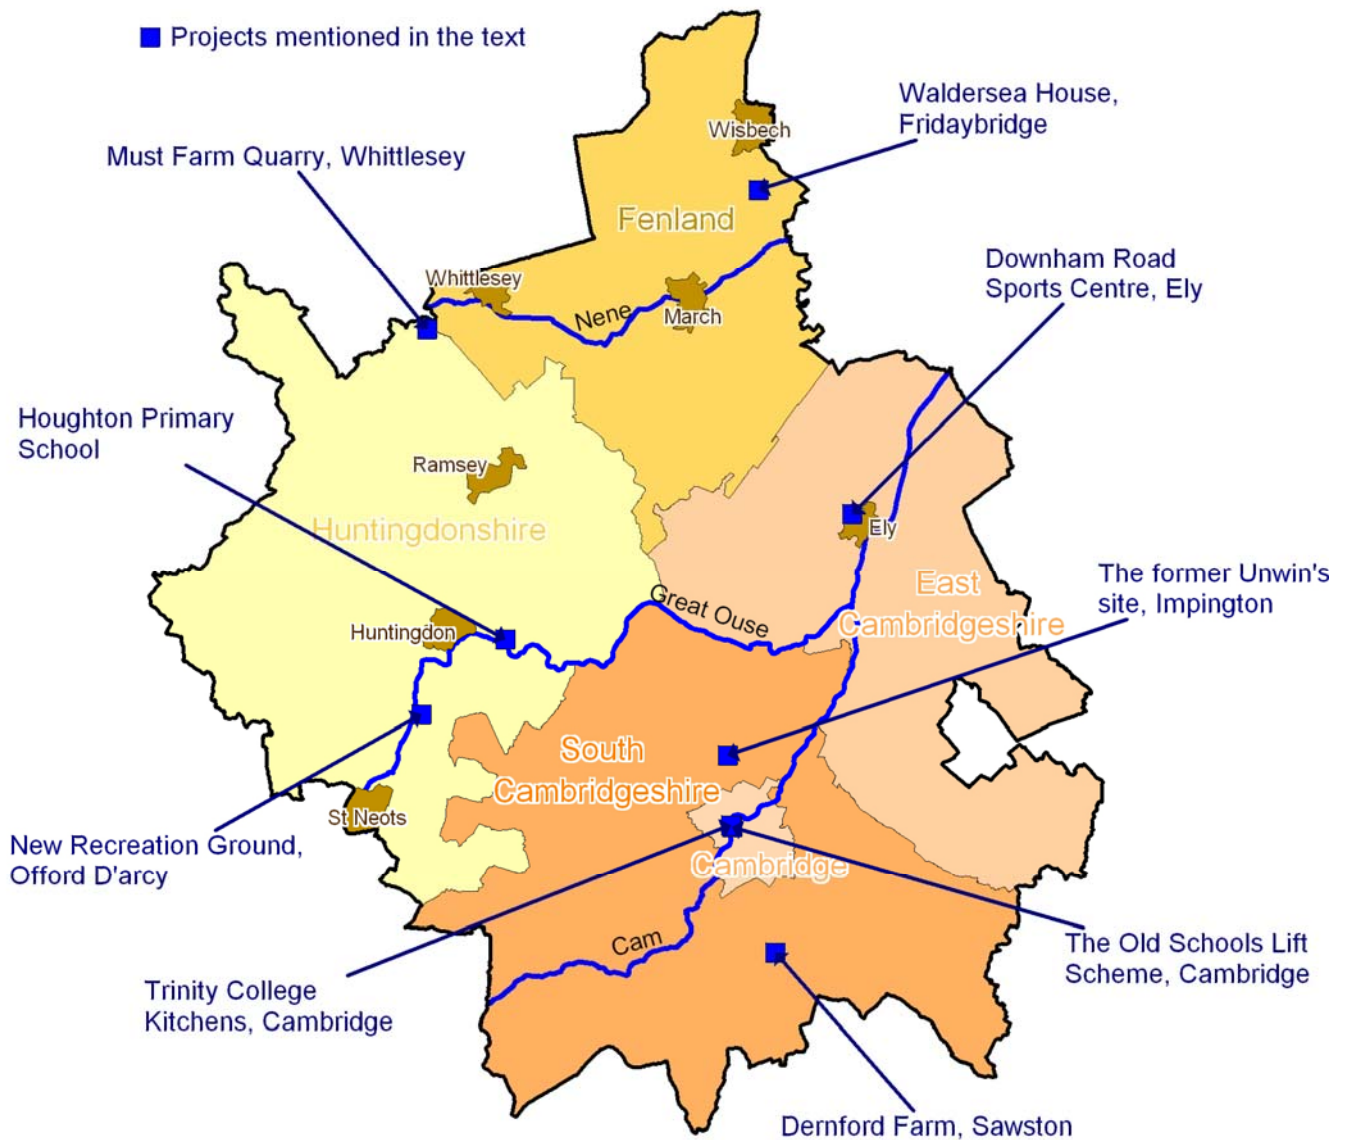 Projects mentioned in the text
Waldersea House,
Fridaybridge
Wisbech
Must Farm Quarry, Whittlesey
Fenland
Downham Road
Sports Centre, Ely
Whittlesey
Nene
March
Houghton Primary
School
Ramsey
Huntingdonshire
Ely
The former Unwin's
site, Impington
East
Cambridgeshire
Great Ouse
Huntingdon
South
Cambridgeshire
St Neots
New Recreation Ground,
Offord D'arcy
Cambridge
Cam
The Old Schools Lift
Scheme, Cambridge
Trinity College
Kitchens, Cambridge
Dernford Farm, Sawston